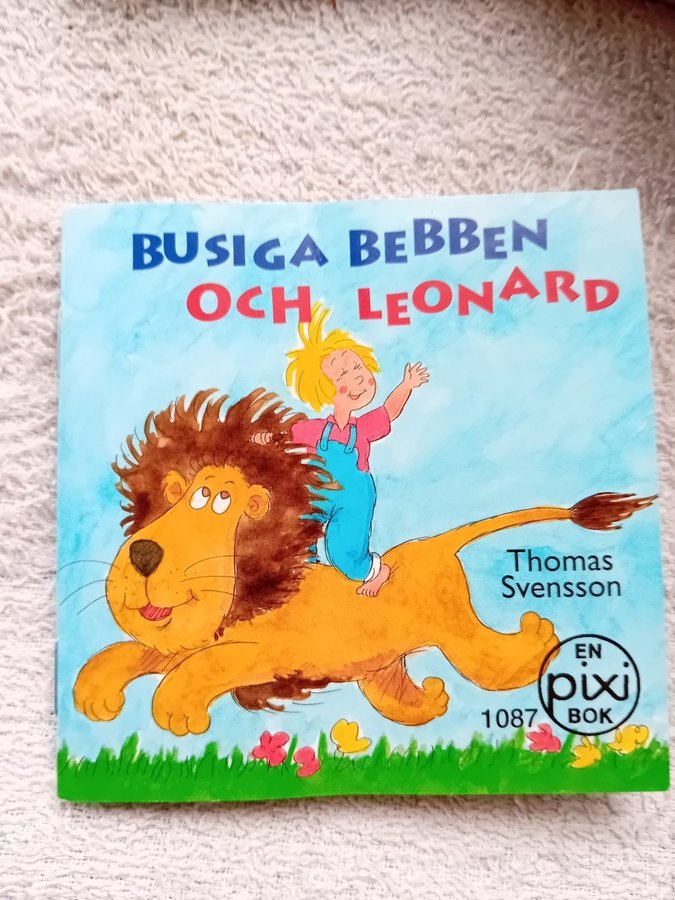 BUSIGA BEBBEN
OCH LEONARD
Thomas
Svensson
1087
EN
pixi
BOK